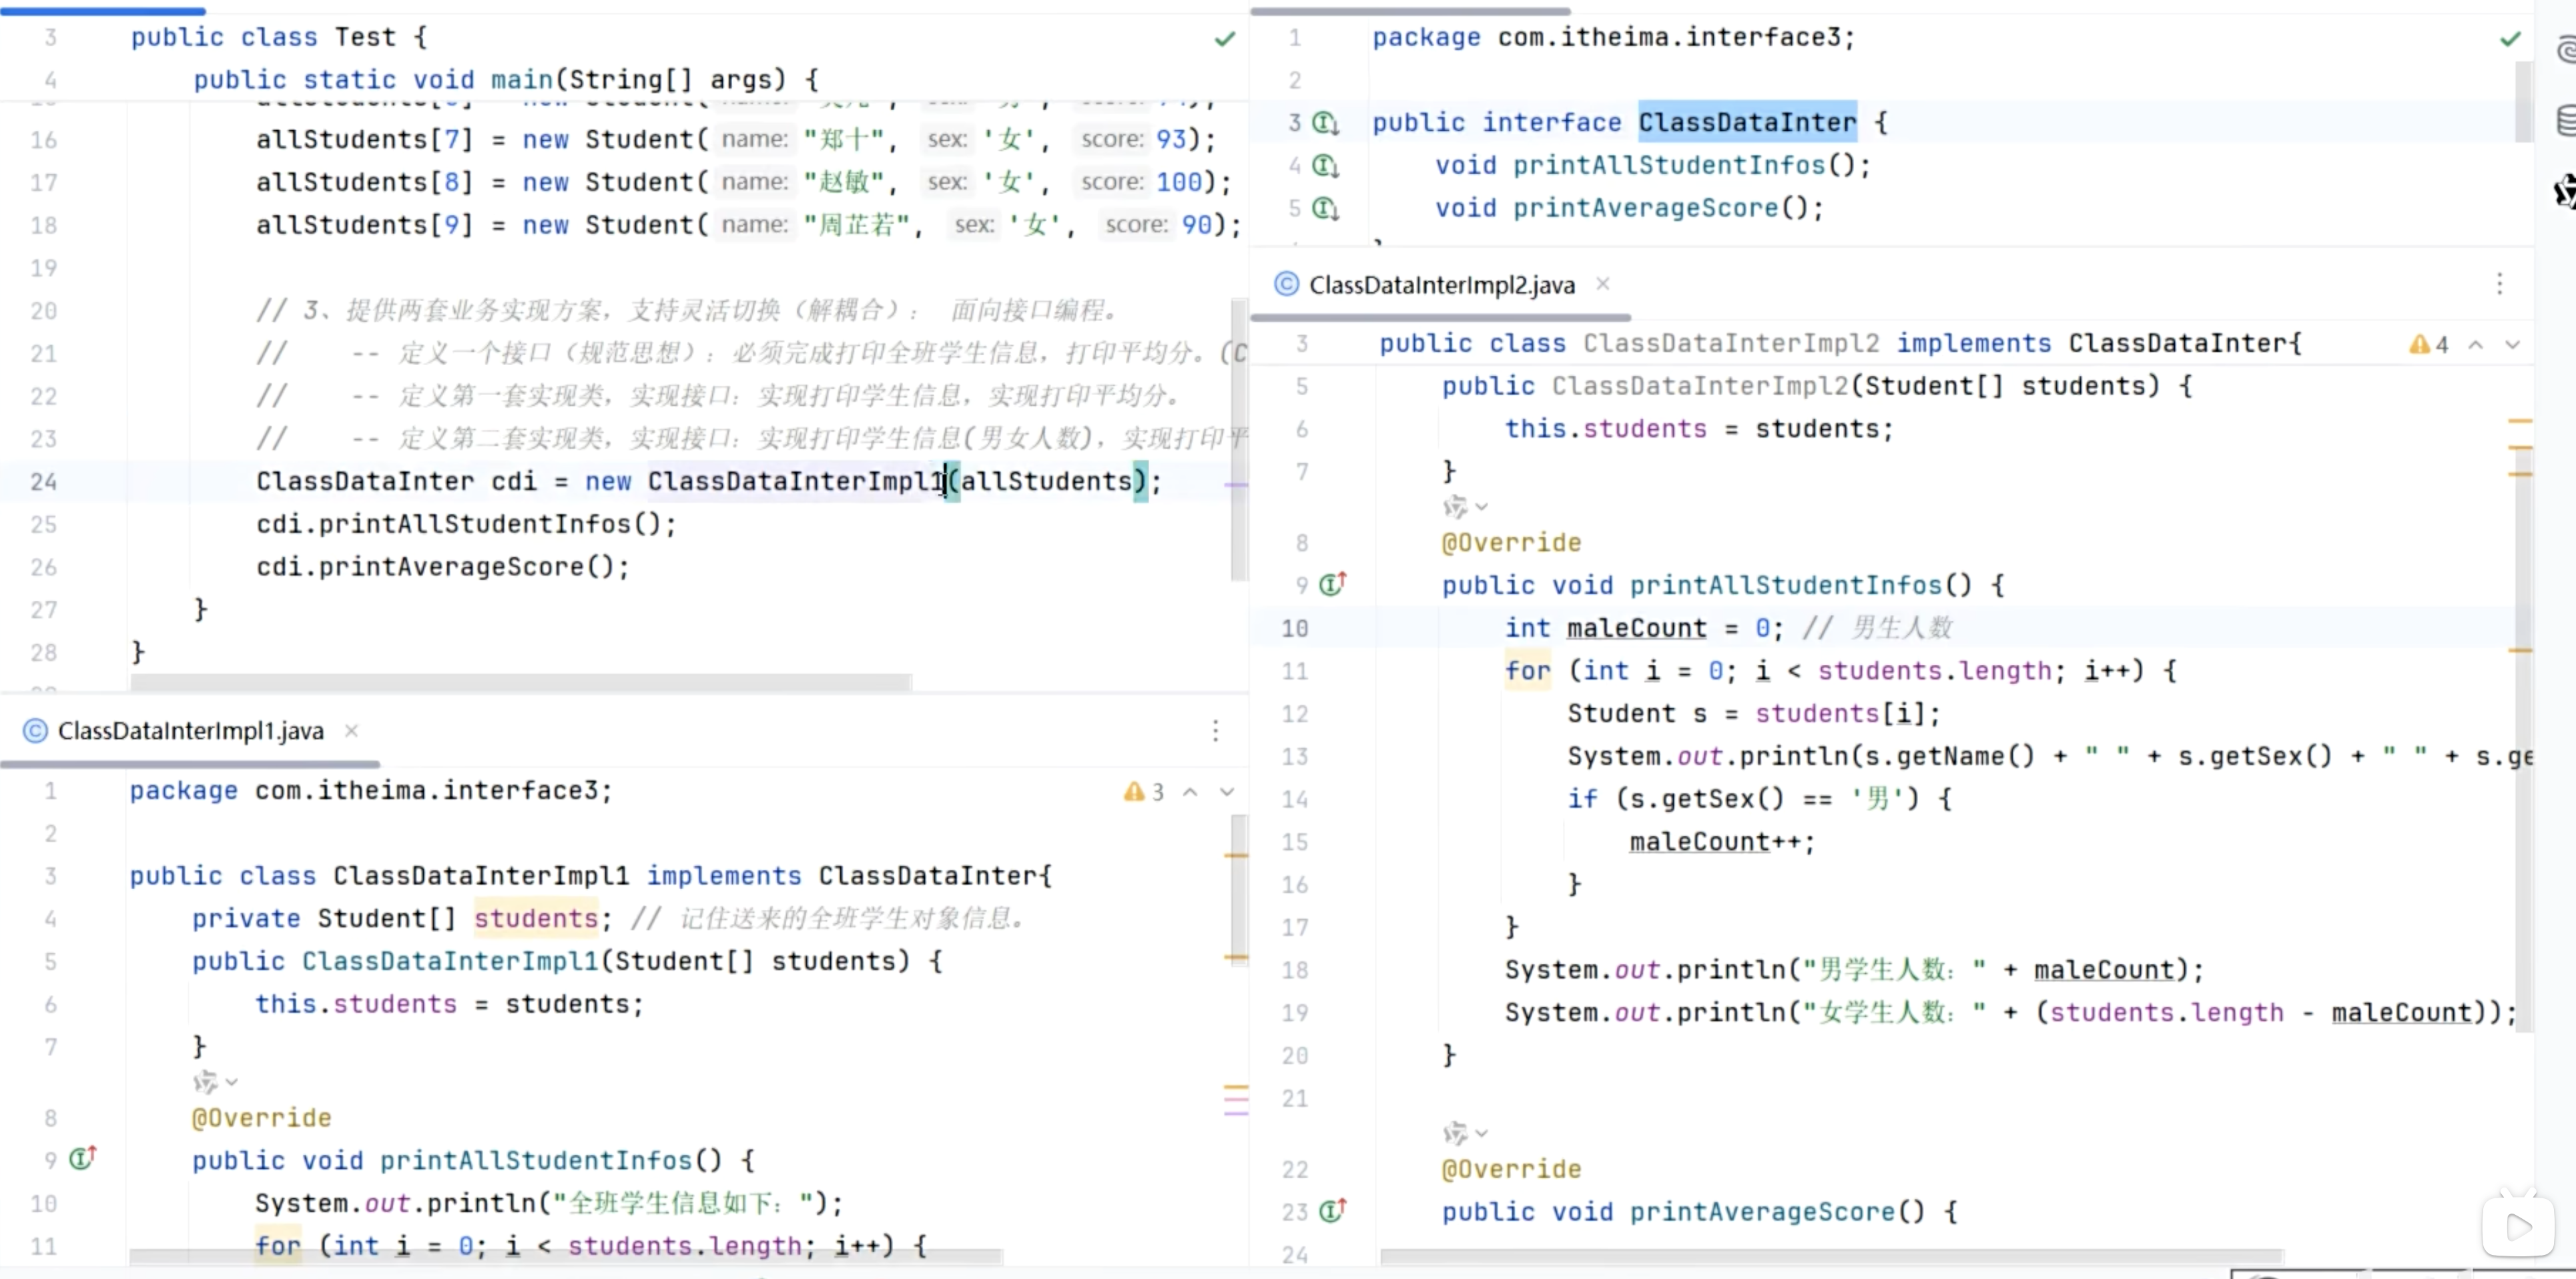 3 public class Test {
4 public static void main(String[] args) {
16 allStudents[7] = new Student( name: "郑十", sex: '女', score: 93);
17 allStudents[8] = new Student( name: "赵敏", sex: '女', score: 100);
18 allStudents[9] = new Student( name: "周芷若", sex: '女', score: 90);
19
20 // 3、提供两套业务实现方案，支持灵活切换（解耦合）： 面向接口编程。
21 // -- 定义一个接口（规范思想）：必须完成打印全班学生信息，打印平均分。(C
22 // -- 定义第一套实现类，实现接口：实现打印学生信息，实现打印平均分。
23 // -- 定义第二套实现类，实现接口：实现打印学生信息(男女人数)，实现打印平
24 ClassDataInter cdi = new ClassDataInterImpl1(allStudents);
25 cdi.printAllStudentInfos();
26 cdi.printAverageScore();
27 }
28 }
ClassDataInterImpl1.java
1 package com.itheima.interface3;
3
2
3 public class ClassDataInterImpl1 implements ClassDataInter{
4 private Student[] students; // 记住送来的全班学生对象信息。
5 public ClassDataInterImpl1(Student[] students) {
6 this.students = students;
7 }
8 @Override
9 public void printAllStudentInfos() {
10 System.out.println("全班学生信息如下：");
11 for (int i = 0; i < students.length; i++) {
1 package com.itheima.interface3;
2
3 public interface ClassDataInter {
4 void printAllStudentInfos();
5 void printAverageScore();
ClassDataInterImpl2.java
3 public class ClassDataInterImpl2 implements ClassDataInter{
4
5 public ClassDataInterImpl2(Student[] students) {
6 this.students = students;
7 }
8 @Override
9 public void printAllStudentInfos() {
10 int maleCount = 0; // 男生人数
11 for (int i = 0; i < students.length; i++) {
12 Student s = students[i];
13 System.out.println(s.getName() + " " + s.getSex() + " " + s.ge
14 if (s.getSex() == '男') {
15 maleCount++;
16 }
17 }
18 System.out.println("男学生人数：" + maleCount);
19 System.out.println("女学生人数：" + (students.length - maleCount));
20 }
21
22 @Override
23 public void printAverageScore() {
24